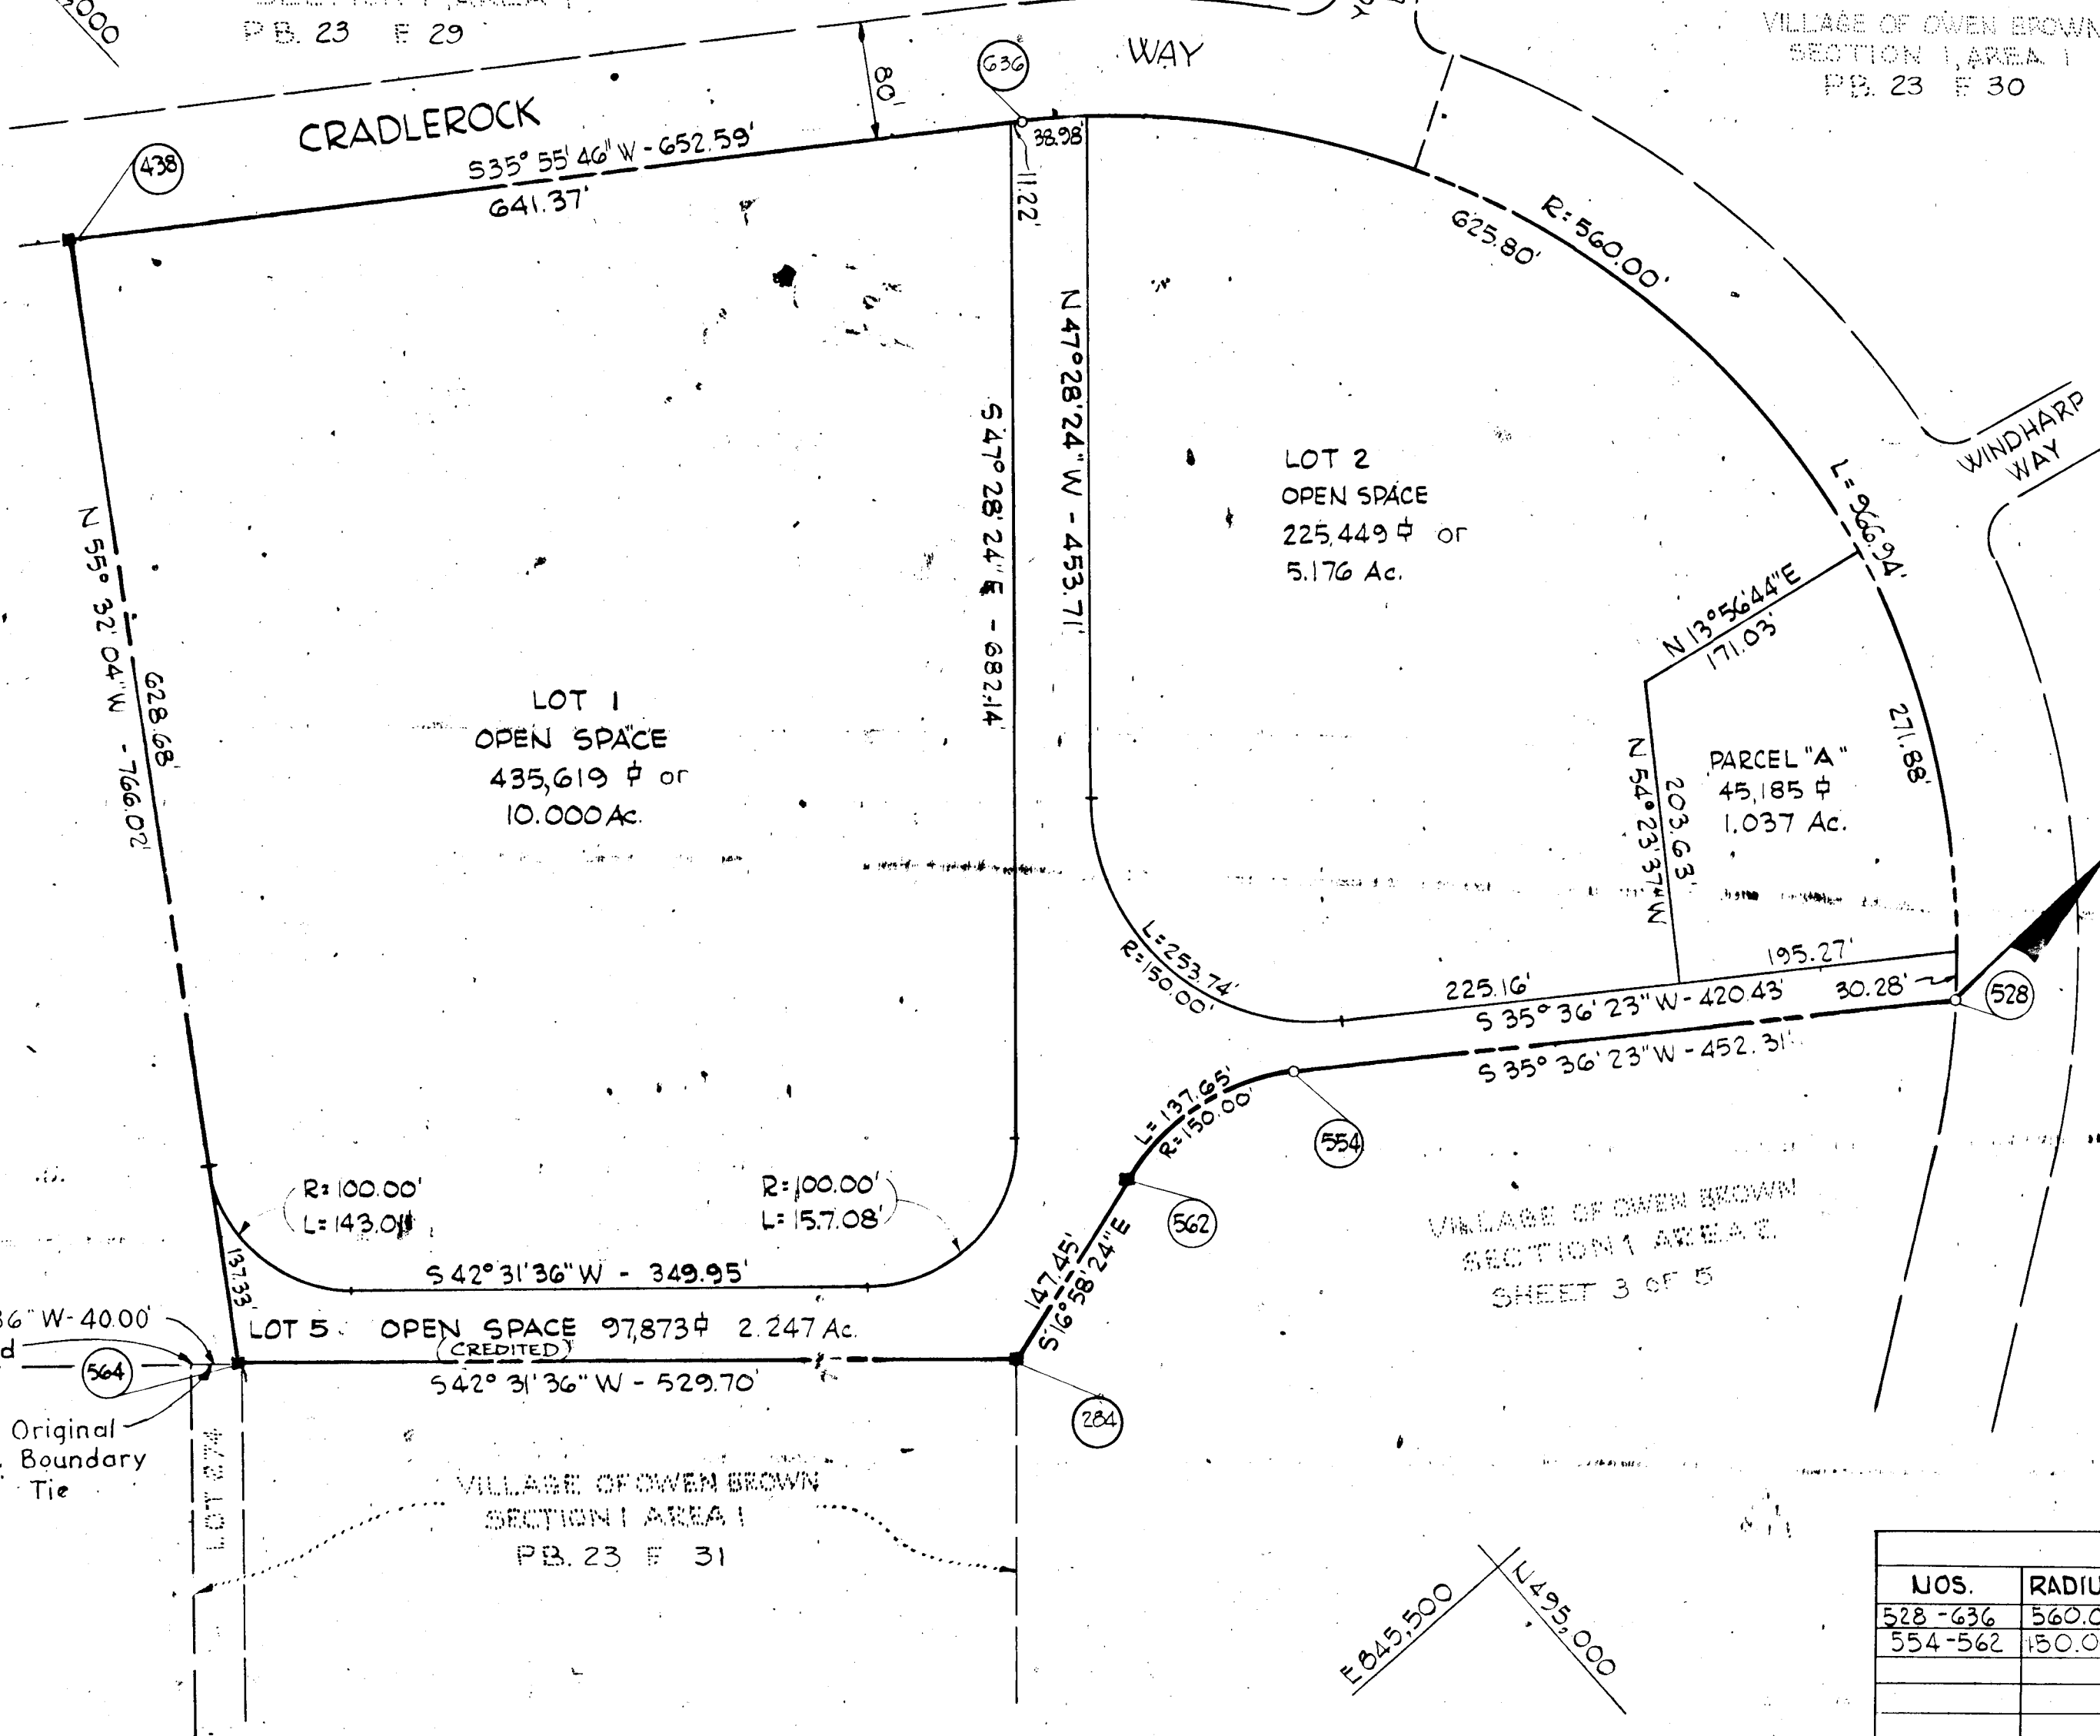 P.B. 23 F 29
CRADLEROCK
WAY
80'
636
438
S35° 55' 46" W - 652.59'
641.37'
38.98'
11.22'
VILLAGE OF OWEN BROWN
SECTION 1, AREA 1
P.B. 23 F 30
R=560.00'
625.80'
L=966.94'
WINDHARP
WAY
N 55° 32' 04" W - 766.02'
628.68'
S 47° 28' 24" E - 682.14'
N 47° 28' 24" W - 453.71'
LOT 1
OPEN SPACE
435,619 ⏍ or
10.000 Ac.
LOT 2
OPEN SPACE
225,449 ⏍ or
5.176 Ac.
N 13° 56' 44" E
171.03'
N 54° 23' 37" W
203.63'
PARCEL "A"
45,185 ⏍
1.037 Ac.
271.88'
L=253.74'
R=150.00'
225.16'
195.27'
S 35° 36' 23" W - 420.43'
30.28'
528
S 35° 36' 23" W - 452.31'
L=137.65'
R=150.00'
554
562
147.45'
S 16° 58' 24" E
284
R=100.00'
L=143.01'
R=100.00'
L=157.08'
137.33'
S 42° 31' 36" W - 349.95'
LOT 5. OPEN SPACE 97,873 ⏍ 2.247 Ac.
(CREDITED)
S42° 31' 36" W - 529.70'
36" W - 40.00'
564
Original
Boundary
Tie
LOT 274
VILLAGE OF OWEN BROWN
SECTION 1 AREA 1
P.B. 23 F 31
VILLAGE OF OWEN BROWN
SECTION 1 AREA 2
SHEET 3 OF 5
E 845,500
N 495,000
NOS. RADIU
528-636 560.0
554-562 150.0